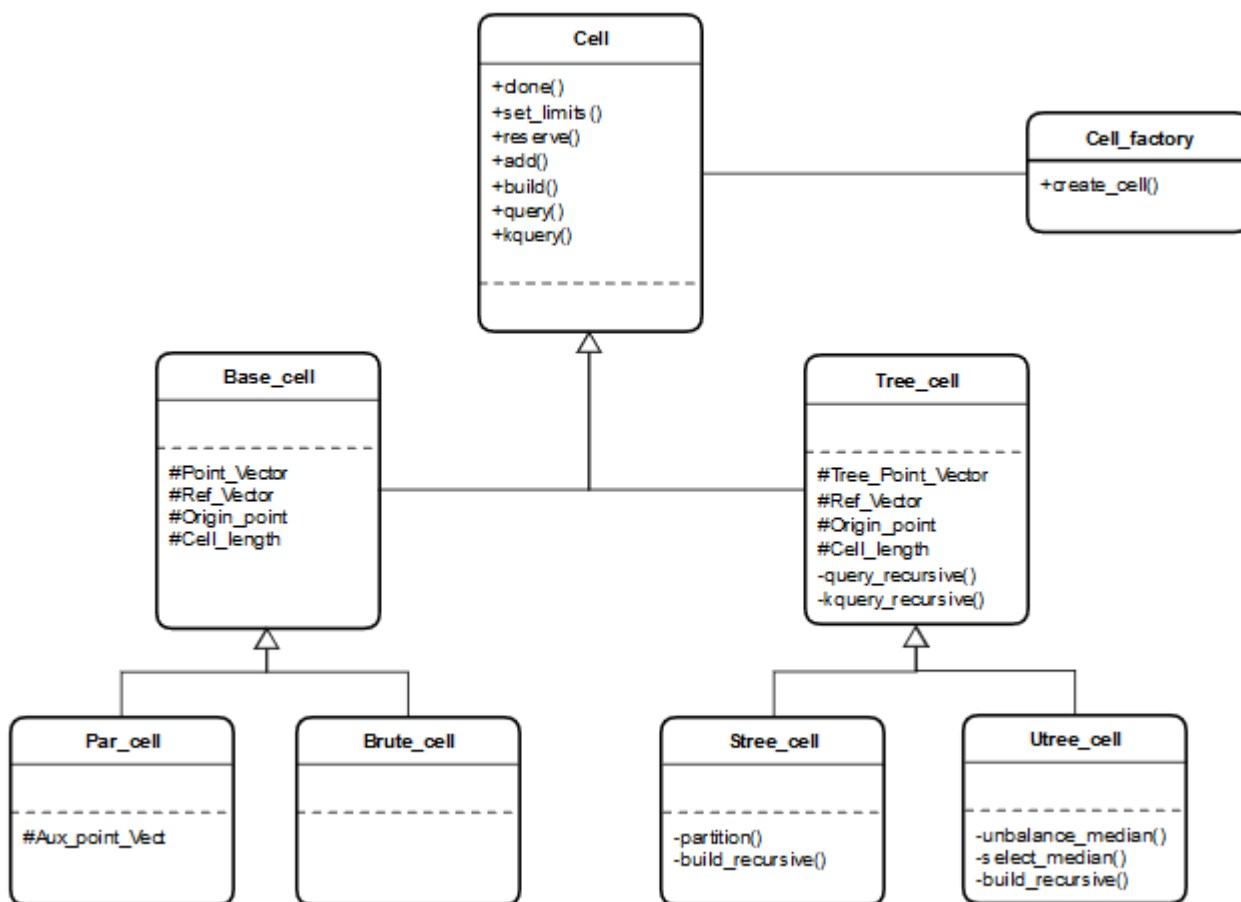 Cell
+clone()
+set_limits()
+reserve()
+add()
+build()
+query()
+kquery()
Cell_factory
+create_cell()
Base_cell
#Point_Vector
#Ref_Vector
#Origin_point
#Cell_length
Tree_cell
#Tree_Point_Vector
#Ref_Vector
#Origin_point
#Cell_length
-query_recursive()
-kquery_recursive()
Par_cell
#Aux_point_Vect
Brute_cell
Stree_cell
-partition()
-build_recursive()
Utree_cell
-unbalance_median()
-select_median()
-build_recursive()